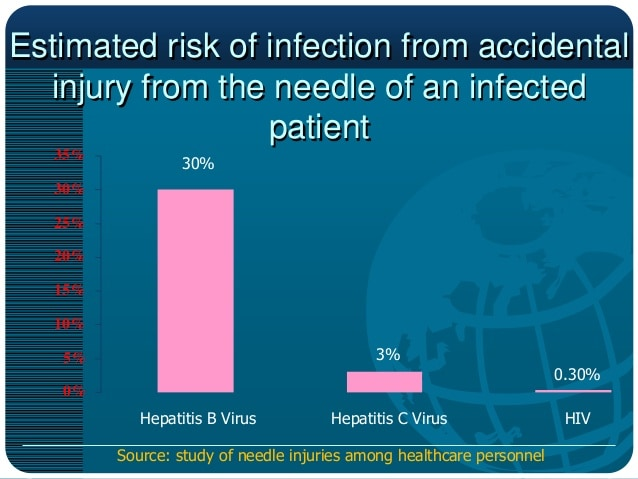 Estimated risk of infection from accidental
injury from the needle of an infected
patient
35%
30%
30%
25%
20%
15%
10%
5%
3%
0.30%
0%
Hepatitis B Virus Hepatitis C Virus HIV
Source: study of needle injuries among healthcare personnel